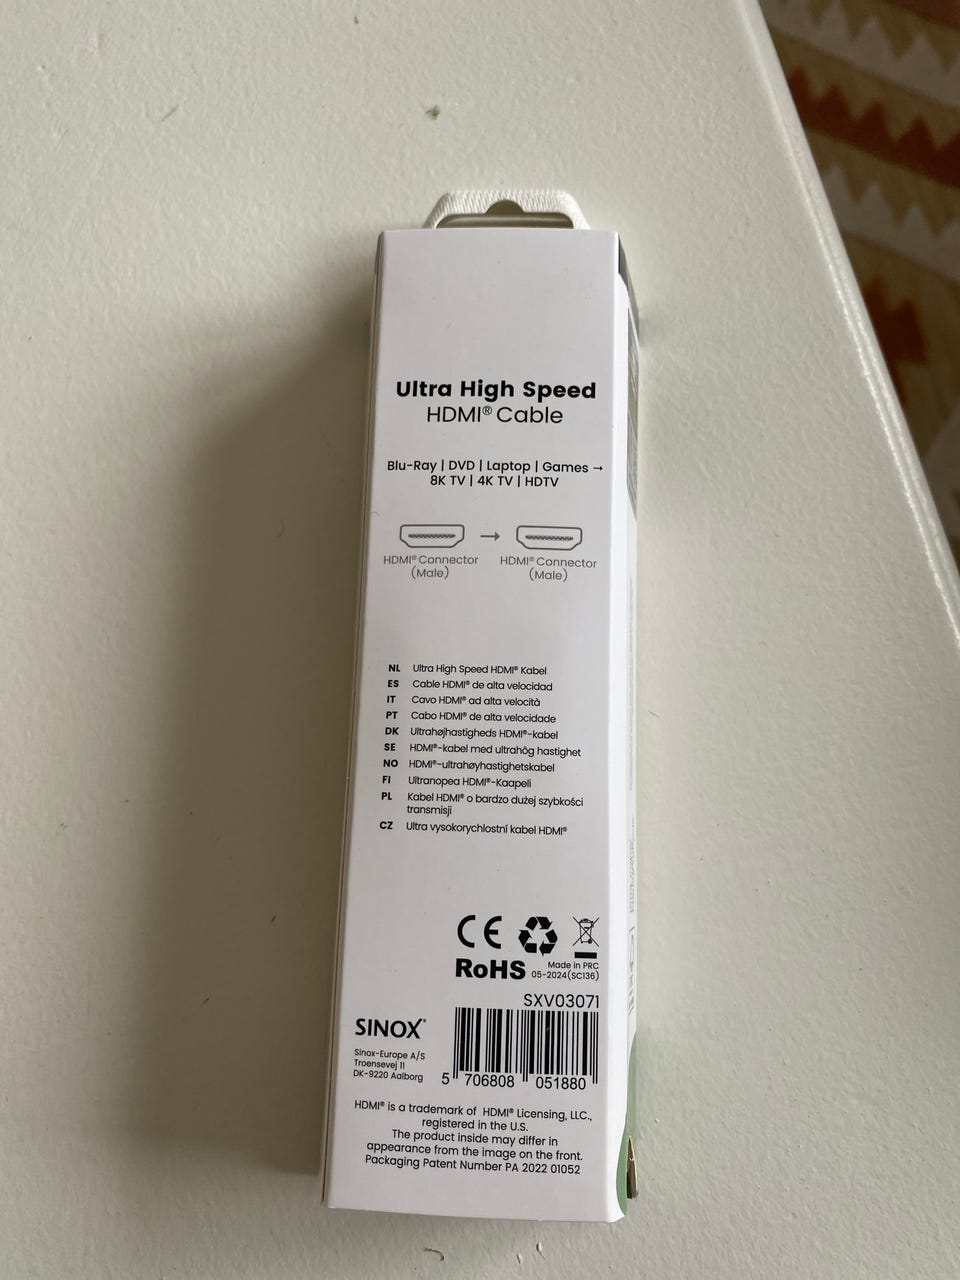 Ultra High Speed
HDMI® Cable
Blu-Ray | DVD | Laptop | Games →
8K TV | 4K TV | HDTV
HDMI® Connector
(Male)
HDMI® Connector
(Male)
NL Ultra High Speed HDMI® Kabel
ES Cable HDMI® de alta velocidad
IT Cavo HDMI® ad alta velocità
PT Cabo HDMI® de alta velocidade
DK Ultrahøjhastigheds HDMI®-kabel
SE HDMI®-kabel med ultrahög hastighet
NO HDMI®-ultrahøyhastighetskabel
FI Ultranopea HDMI®-Kaapeli
PL Kabel HDMI® o bardzo dużej szybkości
transmisji
CZ Ultra vysokorychlostní kabel HDMI®
CE
RoHS
Made in PRC
05-2024(SC136)
SXV03071
SINOX®
Sinox-Europe A/S
Troensevej 11
DK-9220 Aalborg
5 706808 051880
HDMI® is a trademark of HDMI® Licensing, LLC.,
registered in the U.S.
The product inside may differ in
appearance from the image on the front.
Packaging Patent Number PA 2022 01052